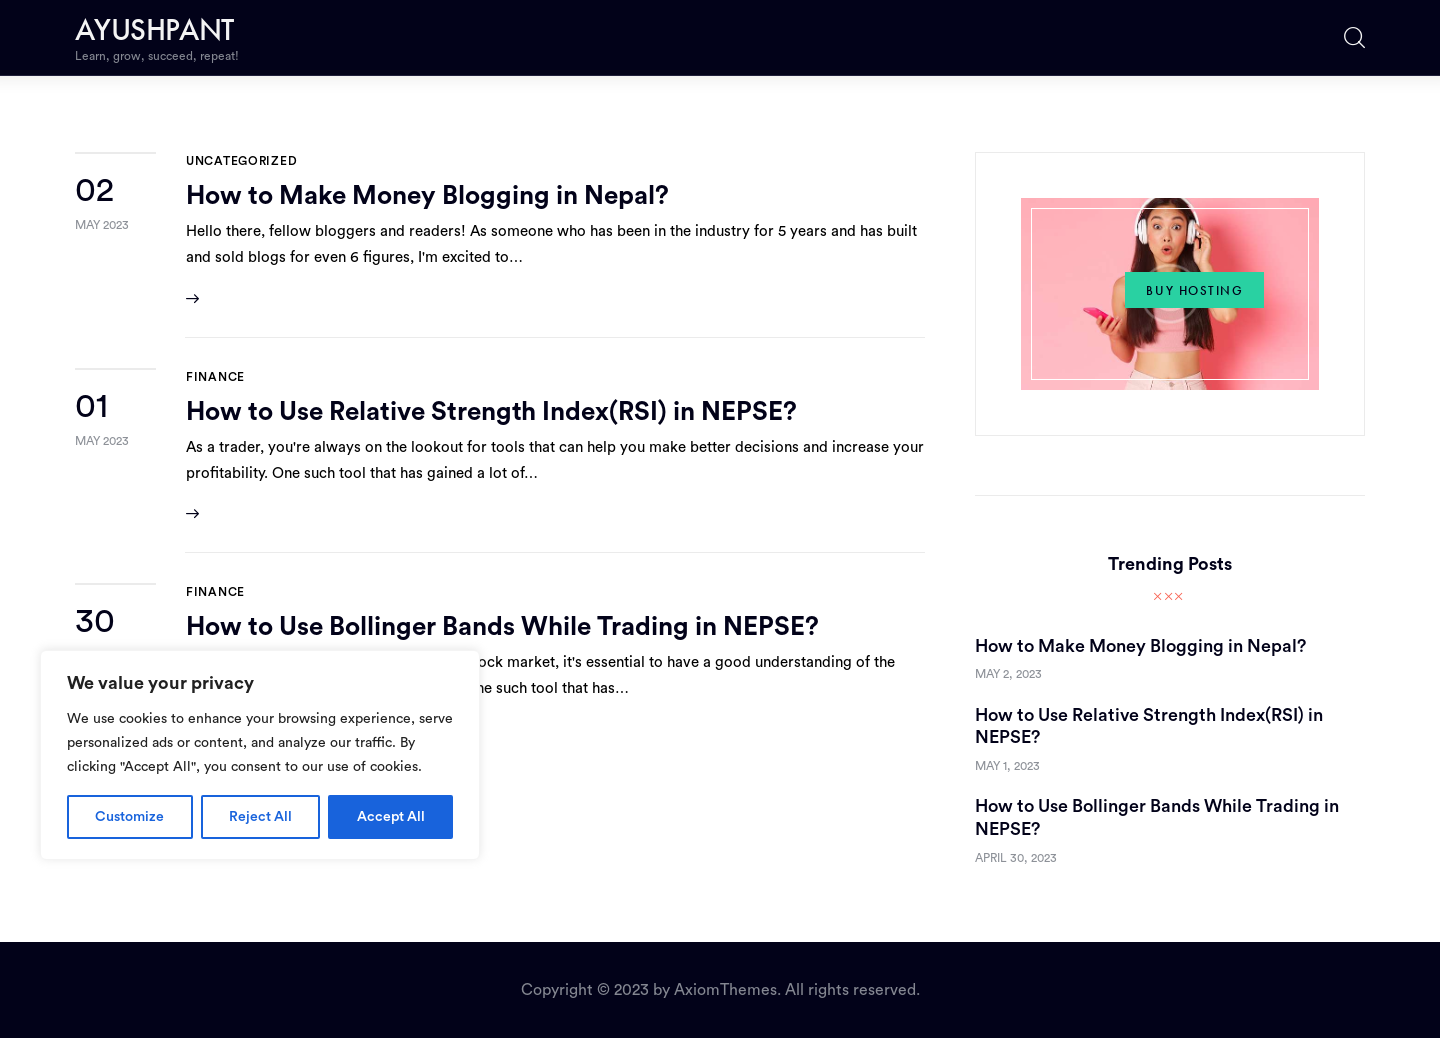 AYUSHPANT
Learn, grow, succeed, repeat!
02
MAY 2023
UNCATEGORIZED
How to Make Money Blogging in Nepal?
Hello there, fellow bloggers and readers! As someone who has been in the industry for 5 years and has built
and sold blogs for even 6 figures, I'm excited to…
01
MAY 2023
FINANCE
How to Use Relative Strength Index(RSI) in NEPSE?
As a trader, you're always on the lookout for tools that can help you make better decisions and increase your
profitability. One such tool that has gained a lot of…
30
FINANCE
How to Use Bollinger Bands While Trading in NEPSE?
market, it's essential to have a good understanding of the
such tool that has…
We value your privacy
We use cookies to enhance your browsing experience, serve
personalized ads or content, and analyze our traffic. By
clicking "Accept All", you consent to our use of cookies.
Customize
Reject All
Accept All
BUY HOSTING
Trending Posts
How to Make Money Blogging in Nepal?
MAY 2, 2023
How to Use Relative Strength Index(RSI) in
NEPSE?
MAY 1, 2023
How to Use Bollinger Bands While Trading in
NEPSE?
APRIL 30, 2023
Copyright © 2023 by AxiomThemes. All rights reserved.